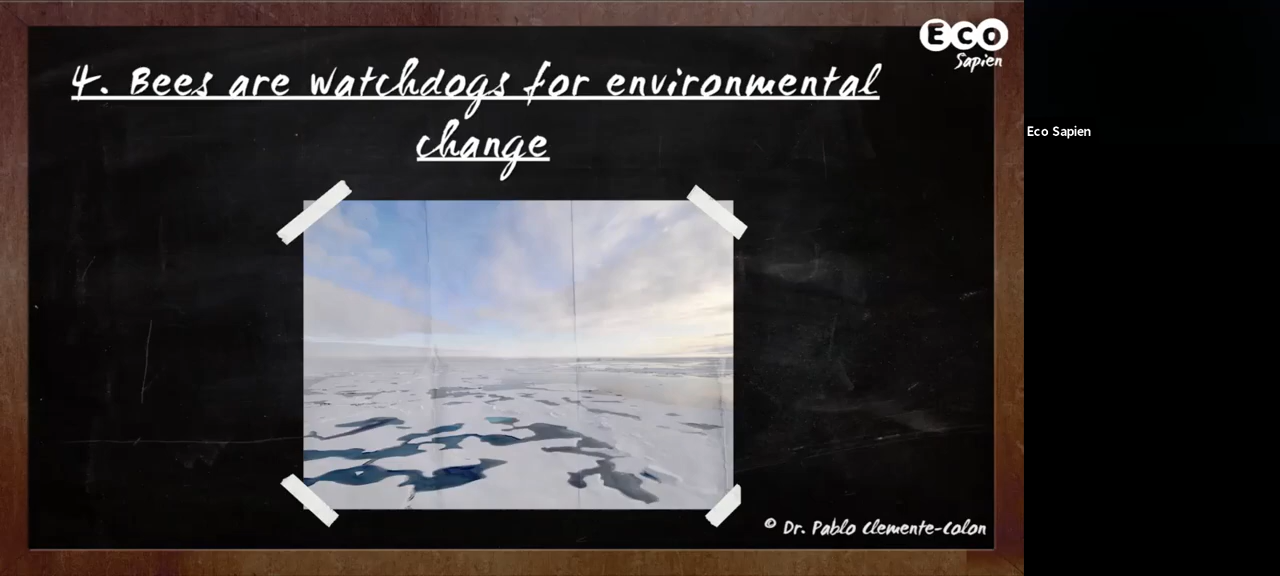 ECO
Sapien
4. Bees are watchdogs for environmental
change
Eco Sapien
© Dr. Pablo Clemente-Colon